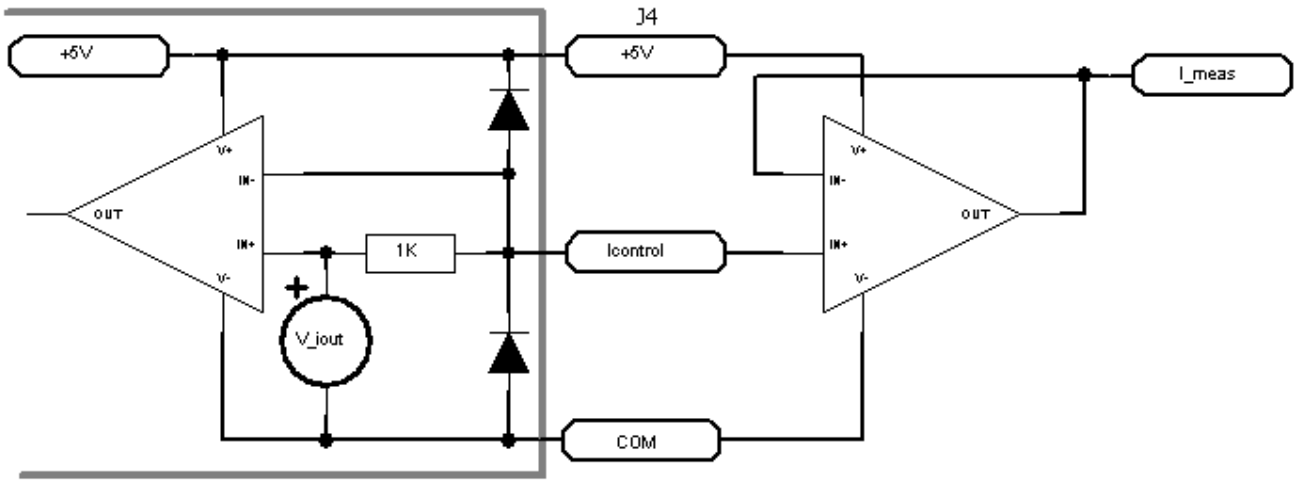 J4
+5V
+5V
I_meas
V+
V+
IN-
IN-
OUT
OUT
IN+
1K
Icontrol
IN+
V-
V-
+
V_iout
COM